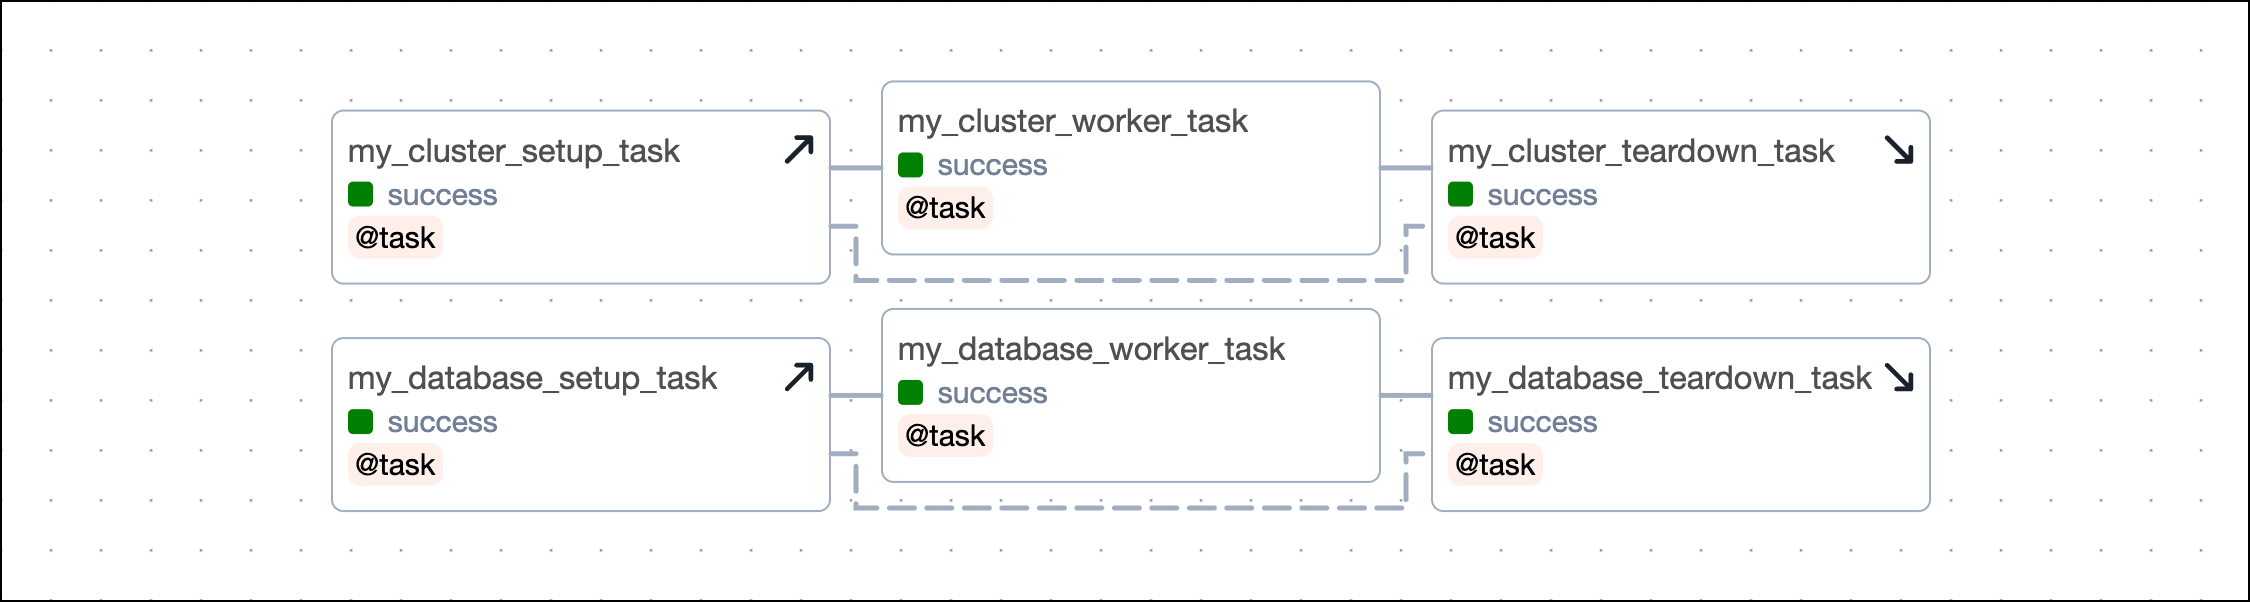 my_cluster_setup_task
success
@task
my_cluster_worker_task
success
@task
my_cluster_teardown_task
success
@task
my_database_setup_task
success
@task
my_database_worker_task
success
@task
my_database_teardown_task
success
@task